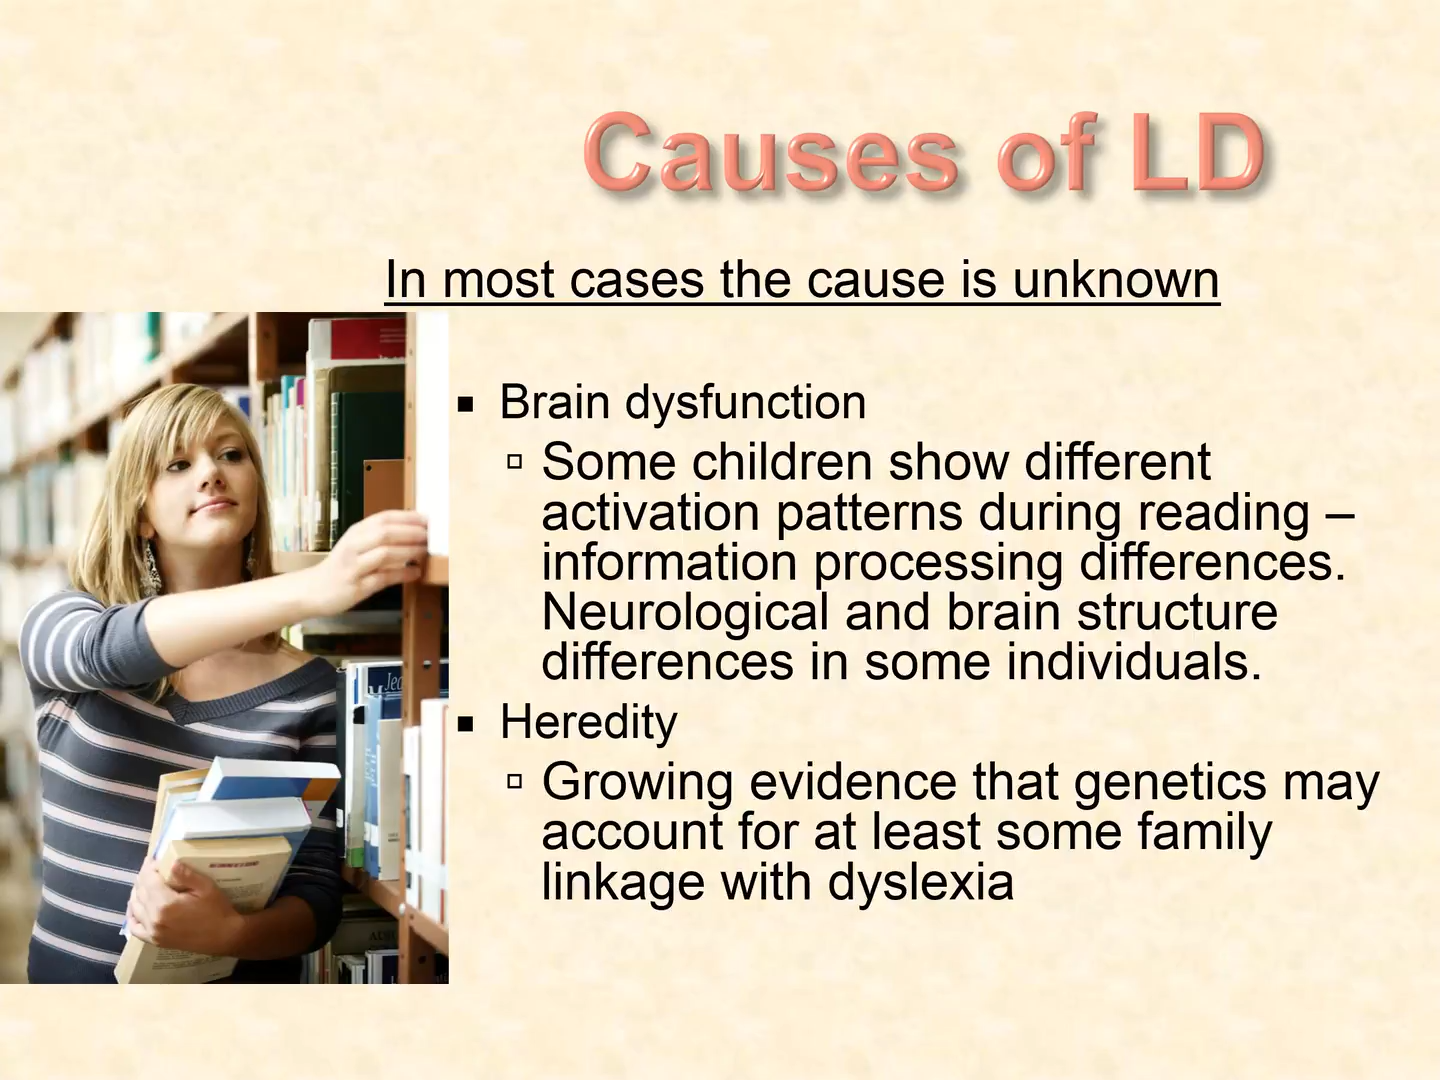 Causes of LD
In most cases the cause is unknown
▪ Brain dysfunction
▫ Some children show different
activation patterns during reading –
information processing differences.
Neurological and brain structure
differences in some individuals.
▪ Heredity
▫ Growing evidence that genetics may
account for at least some family
linkage with dyslexia